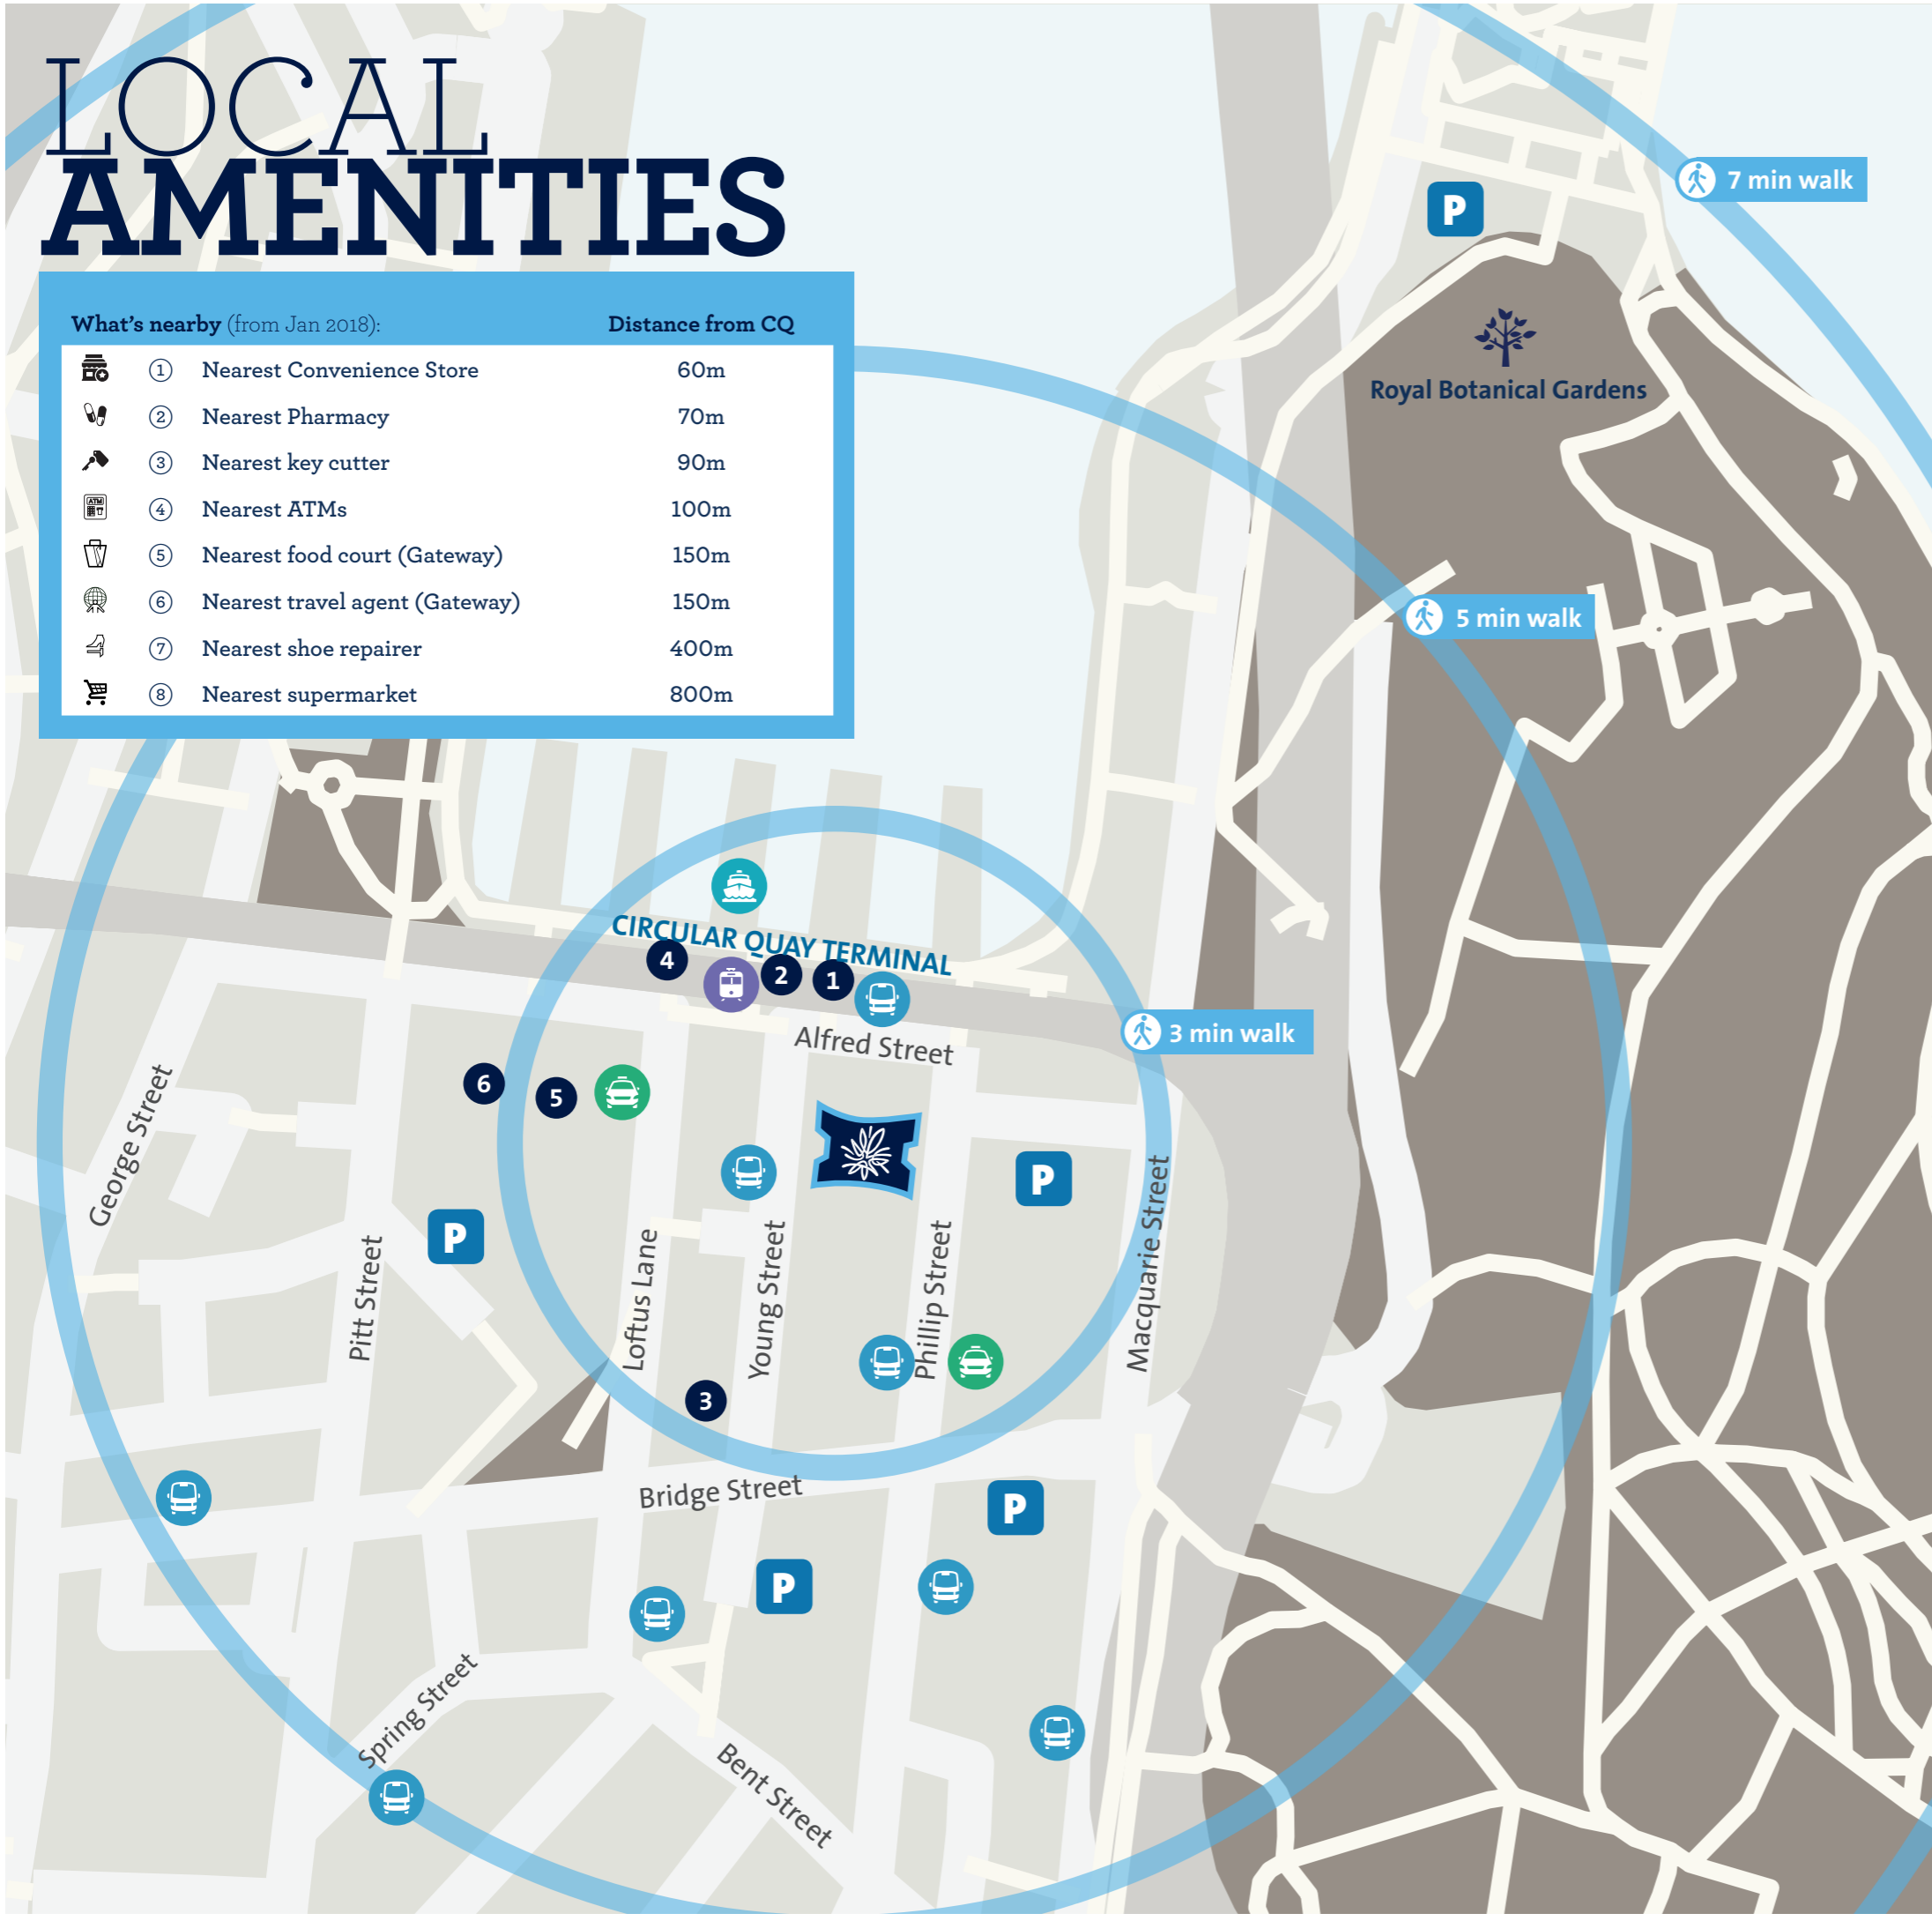 LOCAL
AMENITIES
What's nearby (from Jan 2018): Distance from CQ
1 Nearest Convenience Store 60m
2 Nearest Pharmacy 70m
3 Nearest key cutter 90m
ATM 4 Nearest ATMs 100m
5 Nearest food court (Gateway) 150m
6 Nearest travel agent (Gateway) 150m
7 Nearest shoe repairer 400m
8 Nearest supermarket 800m
7 min walk
P
Royal Botanical Gardens
5 min walk
CIRCULAR QUAY TERMINAL
4
2
1
3 min walk
Alfred Street
6
5
George Street
P
P
Pitt Street
Loftus Lane
Young Street
Phillip Street
Macquarie Street
3
Bridge Street
P
P
Spring Street
Bent Street